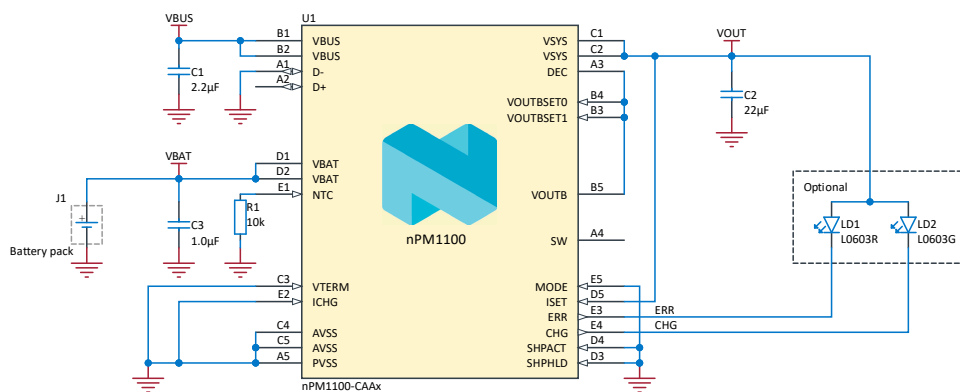 VBUS
U1
B1 VBUS VSYS C1
B2 VBUS VSYS C2
VOUT
A1 D- DEC A3
A2 D+
C1
2.2µF
C2
22µF
VOUTBSET0 B4
VOUTBSET1 B3
VBAT
D1 VBAT
D2 VBAT
E1 NTC VOUTB B5
J1
Battery pack
C3
1.0µF
R1
10k
nPM1100
SW A4
Optional
LD1
L0603R
LD2
L0603G
C3 VTERM MODE E5
E2 ICHG ISET D5
ERR E3 ERR
C4 AVSS CHG E4 CHG
C5 AVSS SHPACT D4
A5 PVSS SHPHLD D3
nPM1100-CAAx